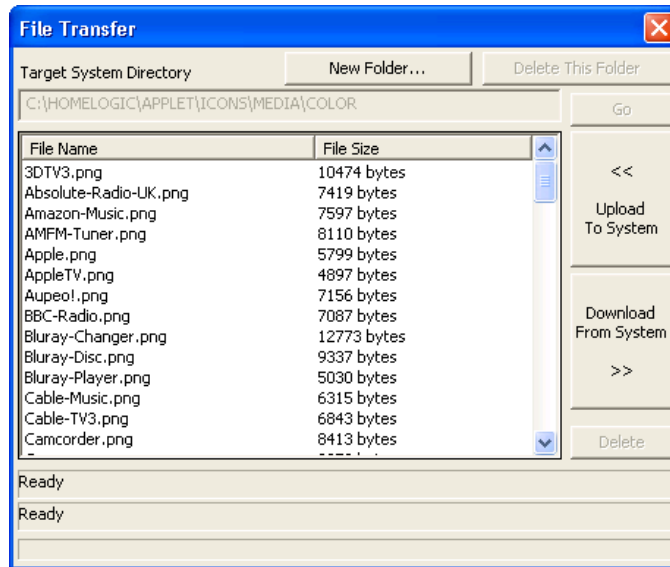 File Transfer
Target System Directory
New Folder...
Delete This Folder
C:\HOMELOGIC\APPLET\ICONS\MEDIA\COLOR
Go
File Name File Size
3DTV3.png 10474 bytes
Absolute-Radio-UK.png 7419 bytes
Amazon-Music.png 7597 bytes
AMFM-Tuner.png 8110 bytes
Apple.png 5799 bytes
AppleTV.png 4897 bytes
Aupeo!.png 7156 bytes
BBC-Radio.png 7087 bytes
Bluray-Changer.png 12773 bytes
Bluray-Disc.png 9337 bytes
Bluray-Player.png 5030 bytes
Cable-Music.png 6315 bytes
Cable-TV3.png 6843 bytes
Camcorder.png 8413 bytes
<<
Upload
To System
Download
From System
>>
Delete
Ready
Ready